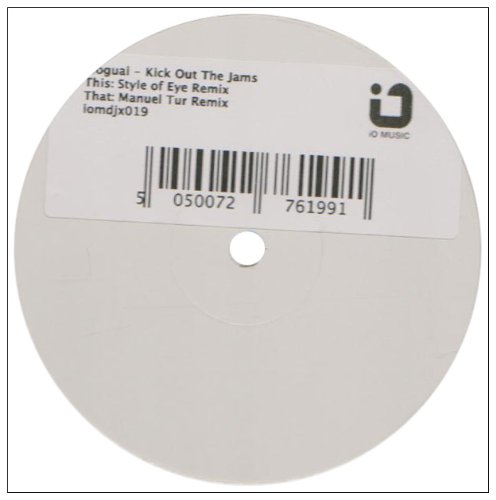 oguai - Kick Out The Jams
This: Style of Eye Remix
That: Manuel Tur Remix
iomdjx019
iO MUSIC
5 050072 761991